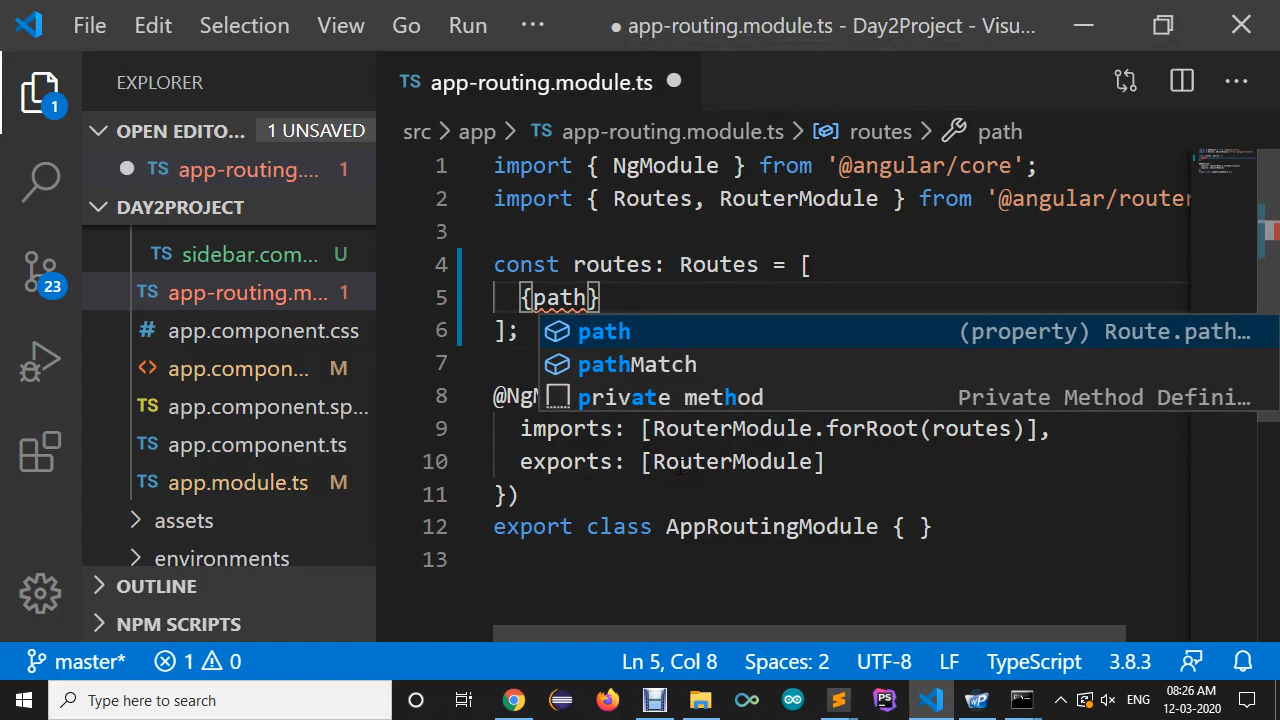 File Edit Selection View Go Run ··· ● app-routing.module.ts - Day2Project - Visu...
EXPLORER
1
OPEN EDITO... 1 UNSAVED
TS app-routing.... 1
DAY2PROJECT
TS sidebar.com... U
23
TS app-routing.m... 1
# app.component.css
<> app.compon... M
TS app.component.sp...
TS app.component.ts
TS app.module.ts M
assets
environments
OUTLINE
NPM SCRIPTS
TS app-routing.module.ts
src > app > TS app-routing.module.ts > routes > path
1 import { NgModule } from '@angular/core';
2 import { Routes, RouterModule } from '@angular/router
3
4 const routes: Routes = [
5 {path}
6 ];
path (property) Route.path...
pathMatch
private method Private Method Defini...
7
8 @NgM
9 imports: [RouterModule.forRoot(routes)],
10 exports: [RouterModule]
11 })
12 export class AppRoutingModule { }
13
master* 1 0 Ln 5, Col 8 Spaces: 2 UTF-8 LF TypeScript 3.8.3
Type here to search ENG 08:26 AM
12-03-2020